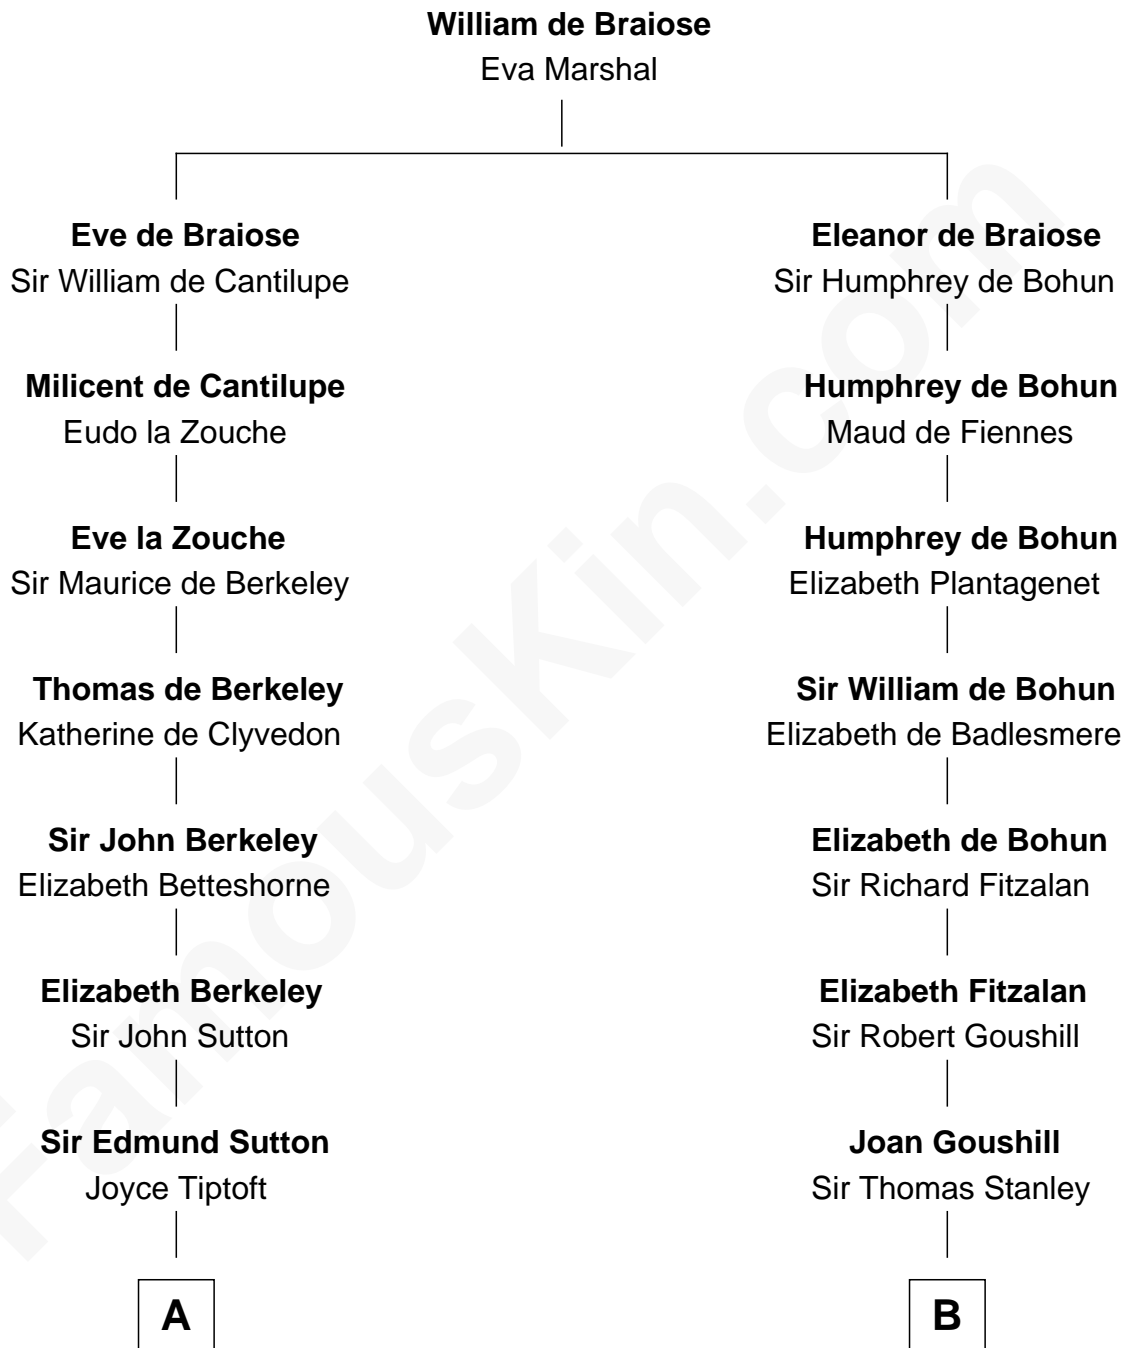 William de Braiose
Eva Marshal
Eve de Braiose
Sir William de Cantilupe
Eleanor de Braiose
Sir Humphrey de Bohun
Milicent de Cantilupe
Eudo la Zouche
Humphrey de Bohun
Maud de Fiennes
Eve la Zouche
Sir Maurice de Berkeley
Humphrey de Bohun
Elizabeth Plantagenet
Thomas de Berkeley
Katherine de Clyvedon
Sir William de Bohun
Elizabeth de Badlesmere
Sir John Berkeley
Elizabeth Betteshorne
Elizabeth de Bohun
Sir Richard Fitzalan
Elizabeth Berkeley
Sir John Sutton
Elizabeth Fitzalan
Sir Robert Goushill
Sir Edmund Sutton
Joyce Tiptoft
Joan Goushill
Sir Thomas Stanley
A
B
FamousKin.com